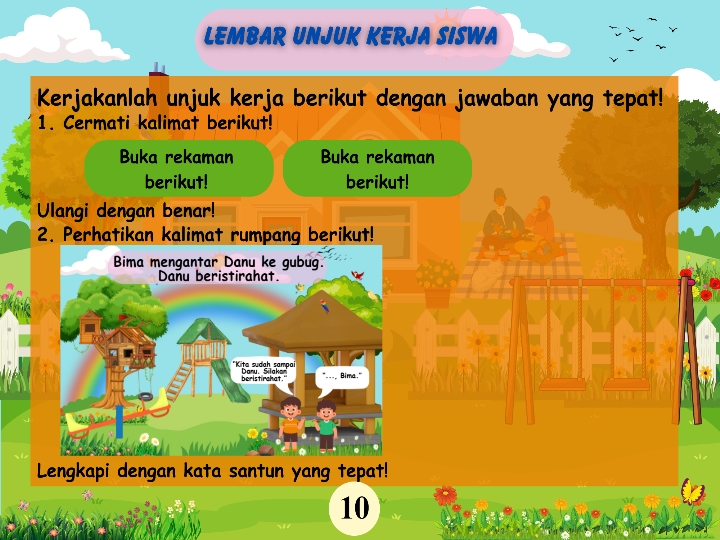 LEMBAR UNJUK KERJA SISWA
Kerjakanlah unjuk kerja berikut dengan jawaban yang tepat!
1. Cermati kalimat berikut!
Buka rekaman
berikut!
Buka rekaman
berikut!
Ulangi dengan benar!
2. Perhatikan kalimat rumpang berikut!
Bima mengantar Danu ke gubug.
Danu beristirahat.
"Kita sudah sampai
Danu. Silakan
beristirahat."
"..., Bima."
Lengkapi dengan kata santun yang tepat!
10